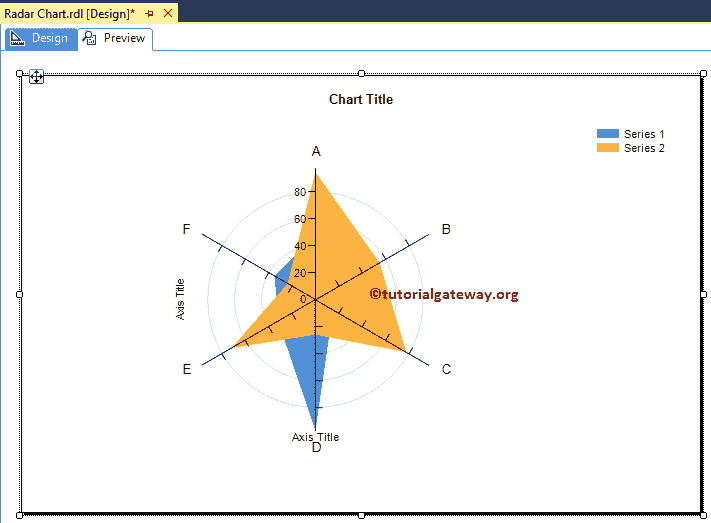 Radar Chart.rdl [Design]*
Design
Preview
Chart Title
Series 1
Series 2
A
80
60
40
20
0
F
B
Axis Title
©tutorialgateway.org
E
C
Axis Title
D